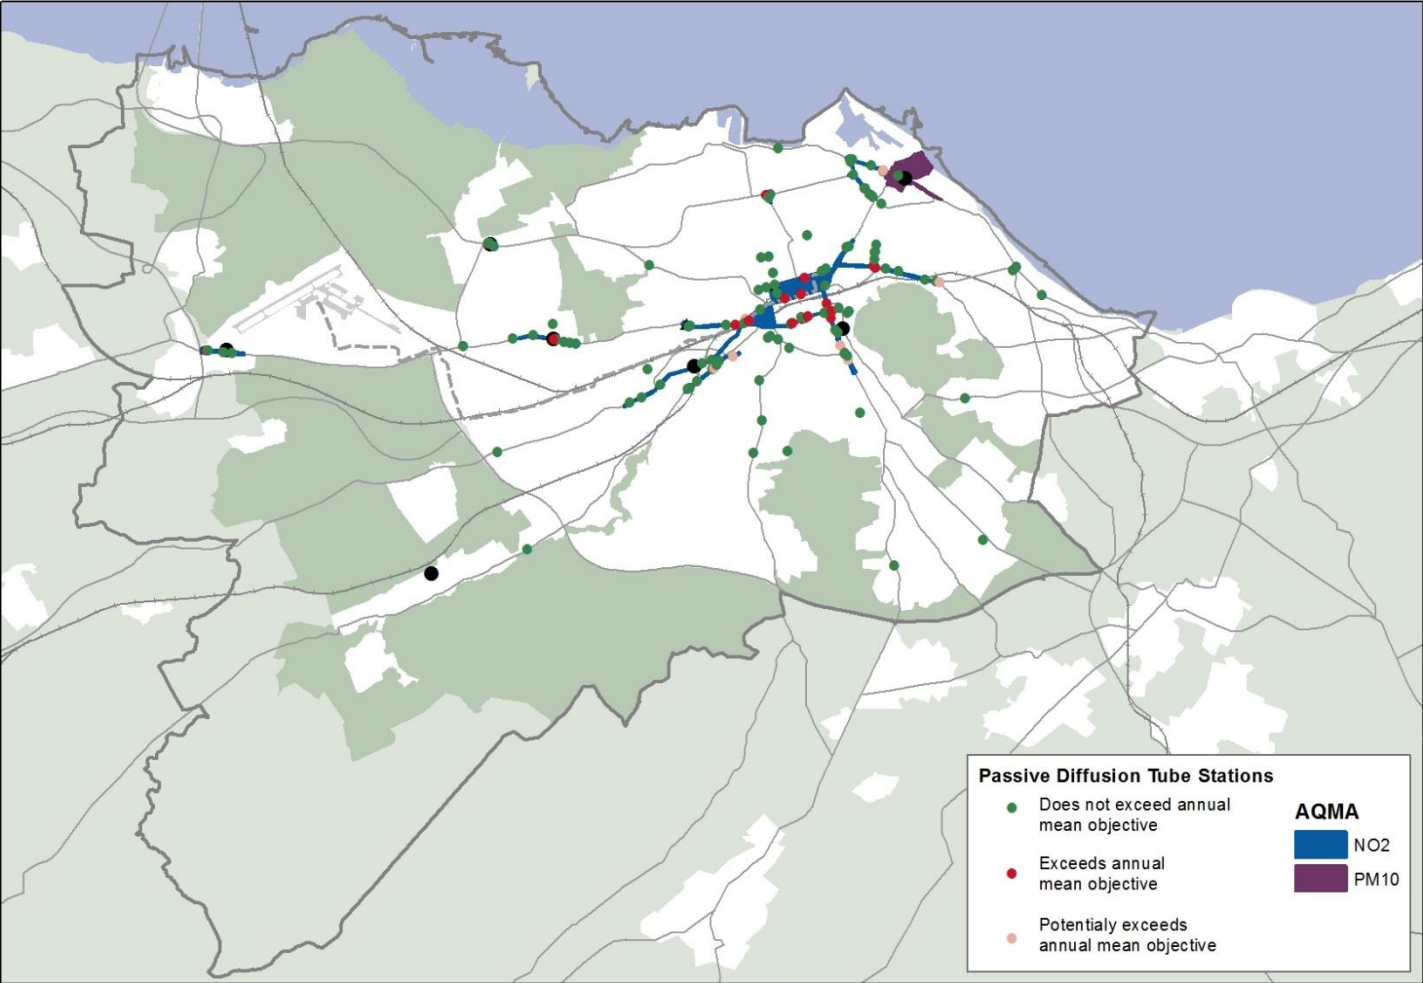 Passive Diffusion Tube Stations
Does not exceed annual
mean objective
Exceeds annual
mean objective
Potentialy exceeds
annual mean objective
AQMA
NO2
PM10